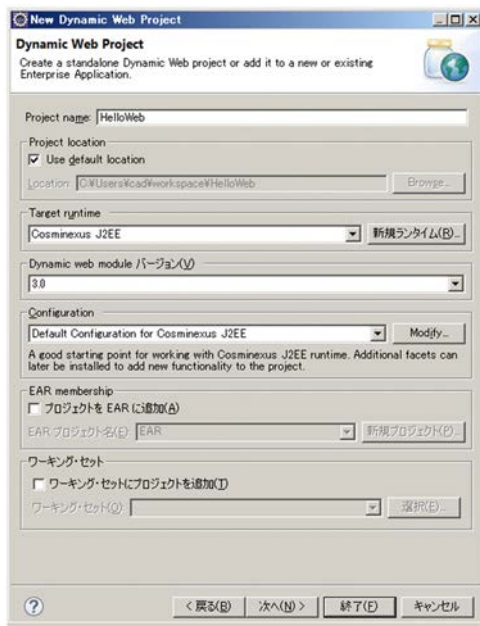 New Dynamic Web Project
Dynamic Web Project
Create a standalone Dynamic Web project or add it to a new or existing
Enterprise Application.
Project name: HelloWeb
Project location
Use default location
Location: C:¥Users¥cad¥workspace¥HelloWeb Browse...
Target runtime
Cosminexus J2EE 新規ランタイム(R)...
Dynamic web module バージョン(V)
3.0
Configuration
Default Configuration for Cosminexus J2EE Modify...
A good starting point for working with Cosminexus J2EE runtime. Additional facets can
later be installed to add new functionality to the project.
EAR membership
プロジェクトを EAR に追加(A)
EAR プロジェクト名(E): EAR 新規プロジェクト(P)...
ワーキング・セット
ワーキング・セットにプロジェクトを追加(T)
ワーキング・セット(O): 選択(E)...
? < 戻る(B) 次へ(N) > 終了(F) キャンセル